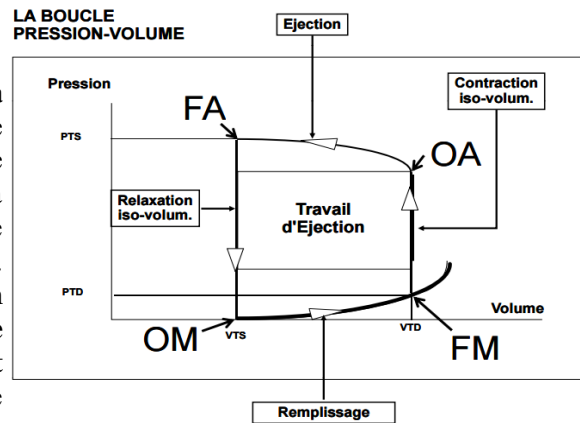 LA BOUCLE
PRESSION-VOLUME
Ejection
Pression
Contraction
iso-volum.
FA
PTS
OA
Relaxation
iso-volum.
Travail
d'Ejection
PTD
Volume
OM
VTS
VTD
FM
Remplissage